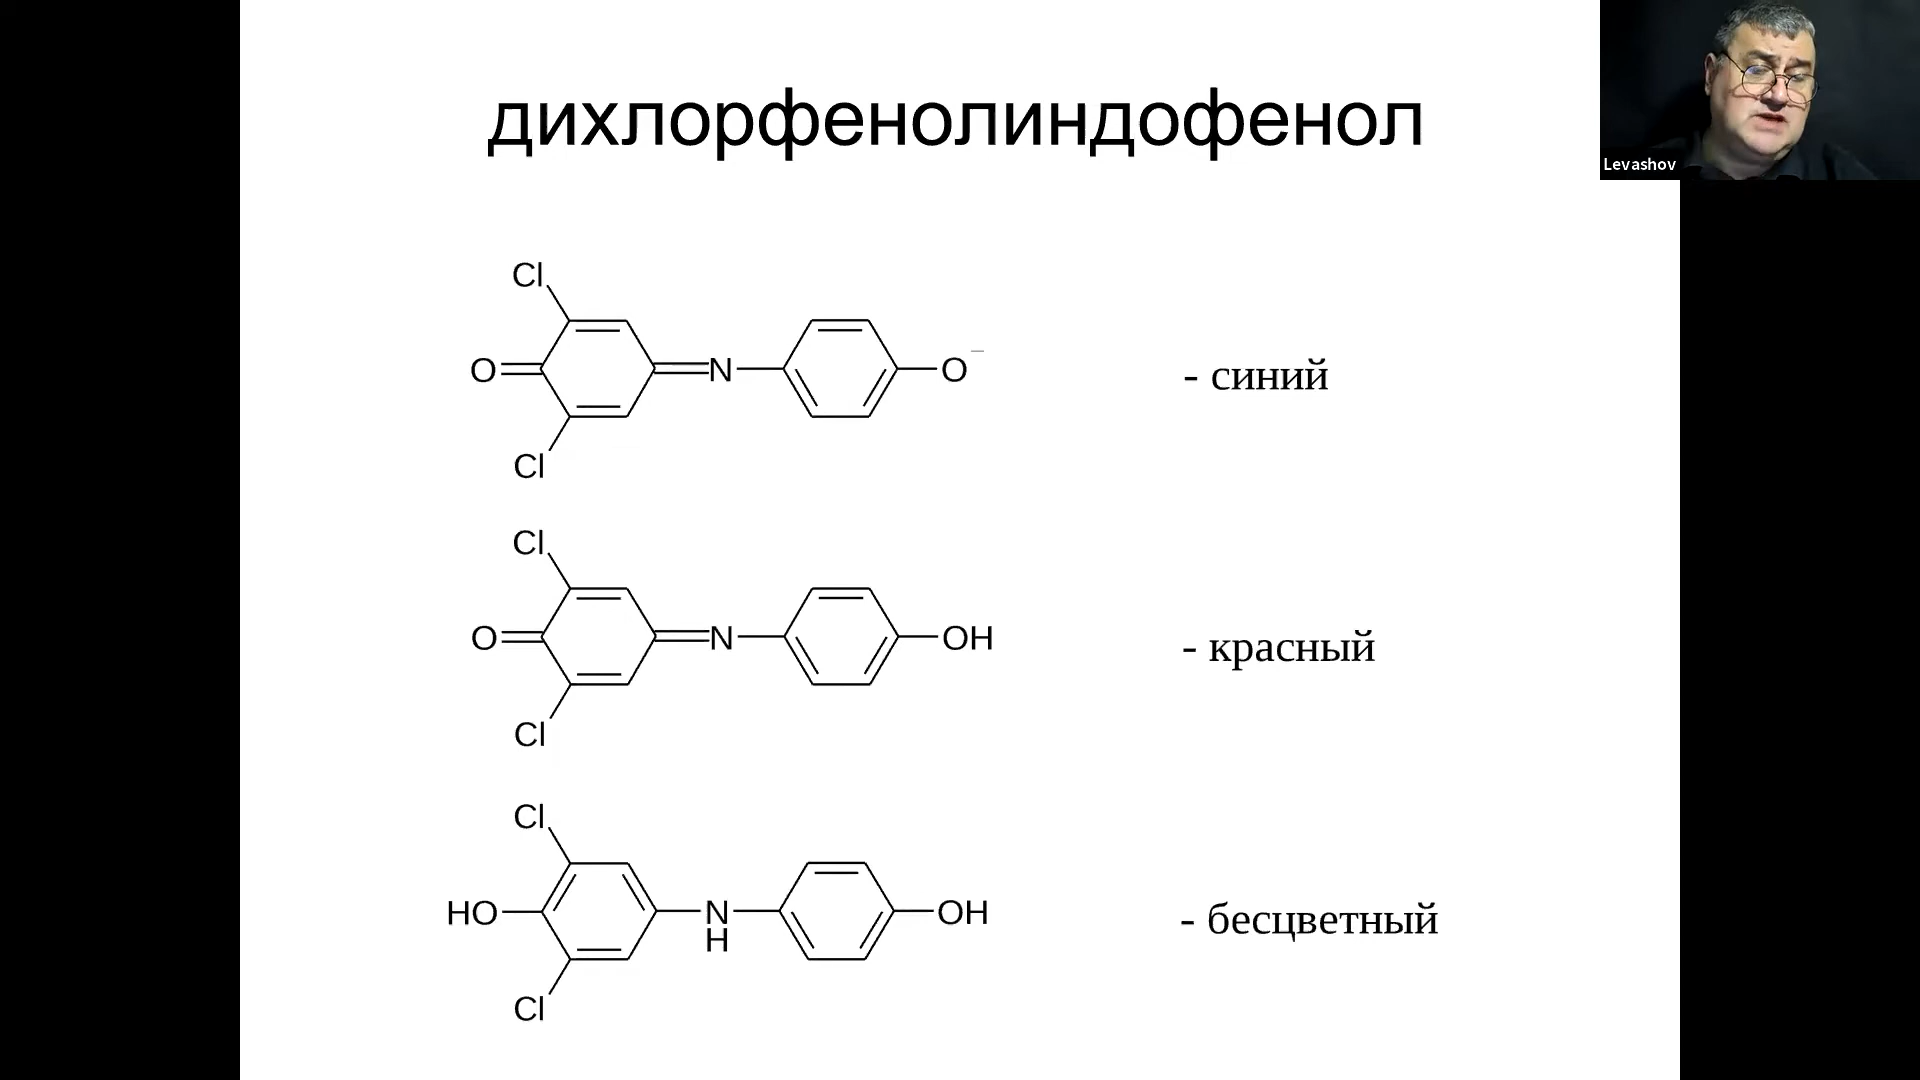 дихлорфенолиндофенол
Levashov
Cl
O N O⁻ - синий
Cl
Cl
O N OH - красный
Cl
Cl
HO N OH - бесцветный
H
Cl